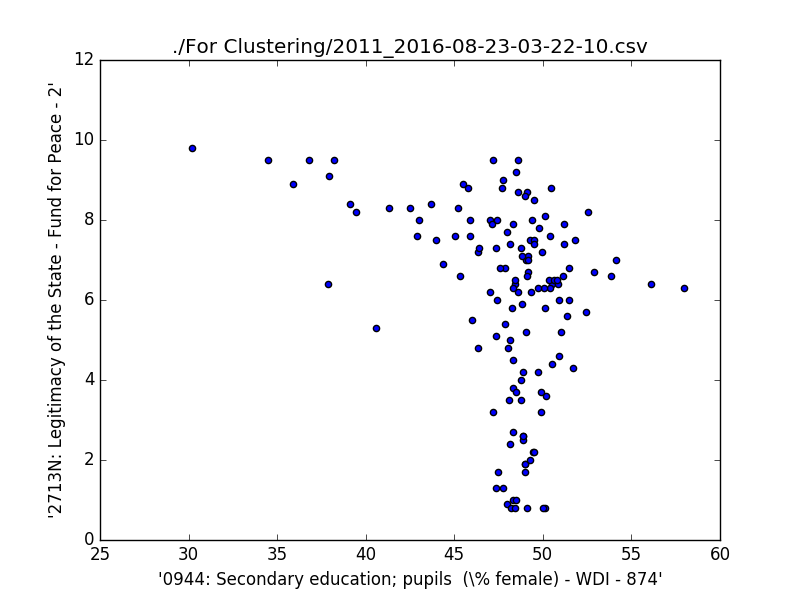 ./For Clustering/2011_2016-08-23-03-22-10.csv
'2713N: Legitimacy of the State - Fund for Peace - 2'
12
10
8
6
4
2
0
25 30 35 40 45 50 55 60
'0944: Secondary education; pupils  (\% female) - WDI - 874'